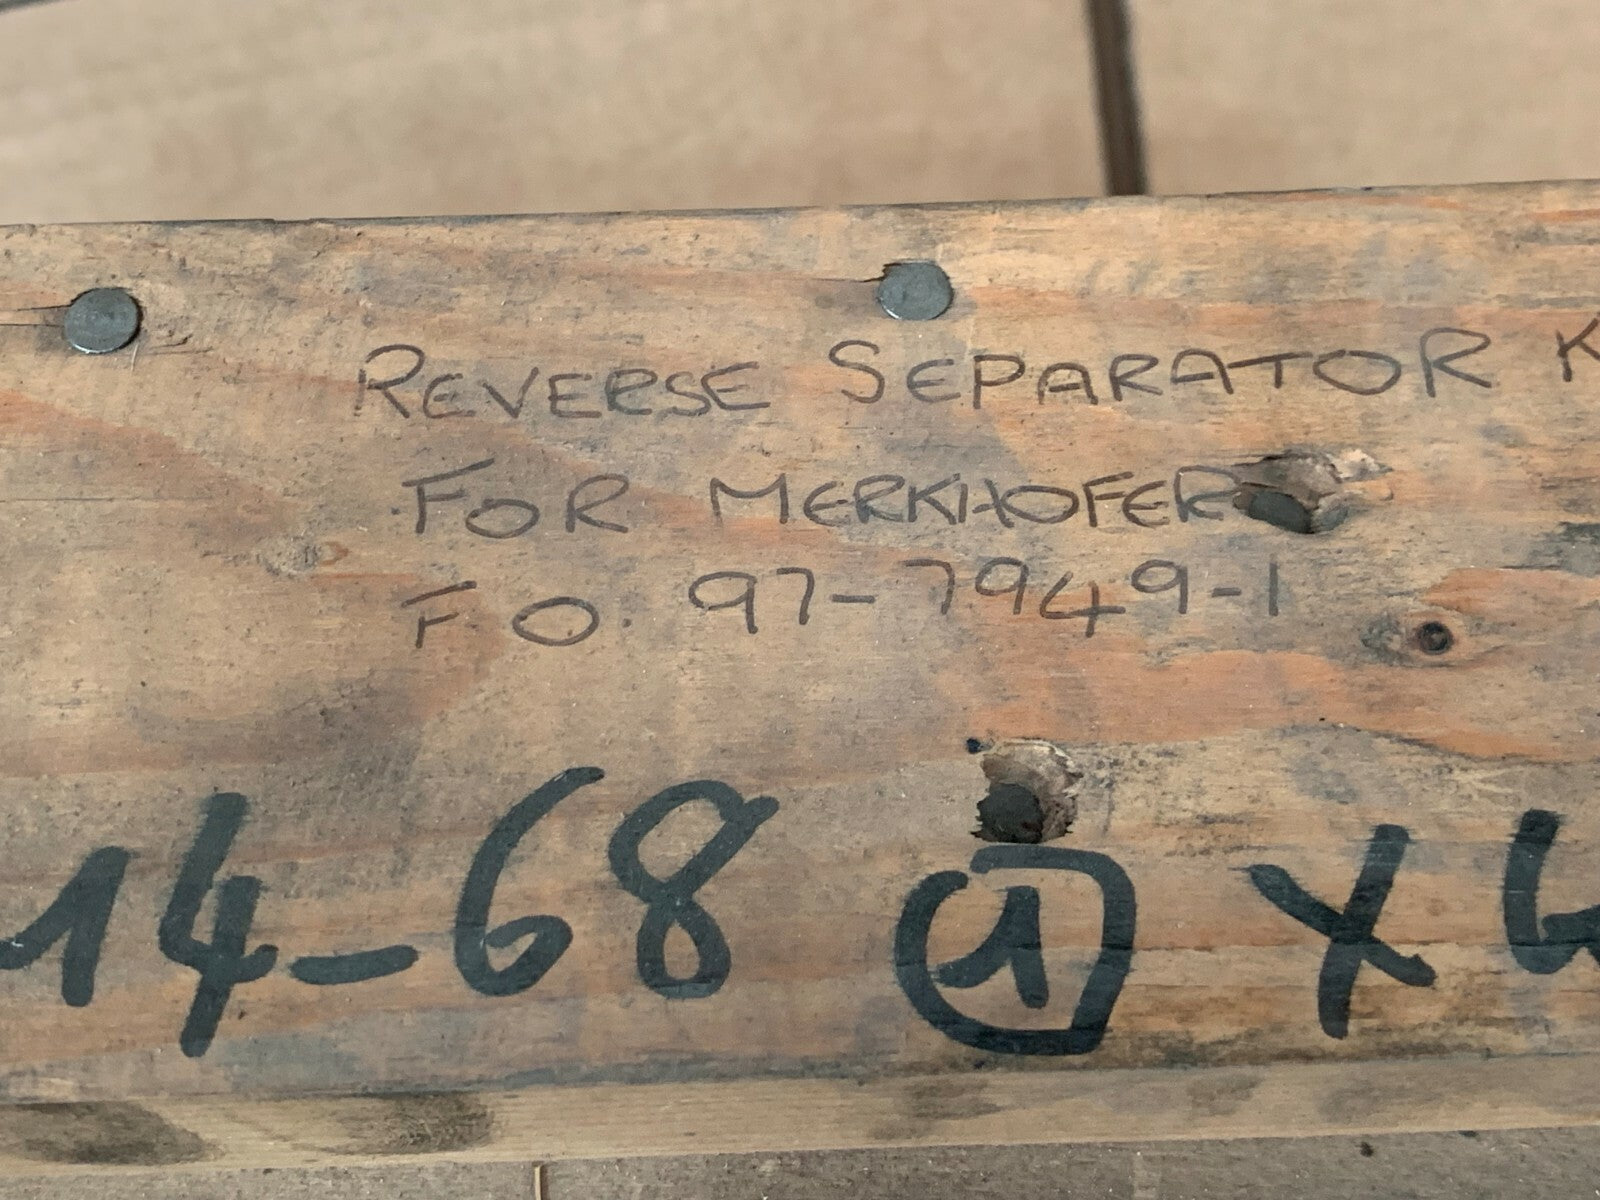 REVERSE SEPARATOR K
FOR MERKHOFER
F.O. 97-7949-1
14-68 1 X